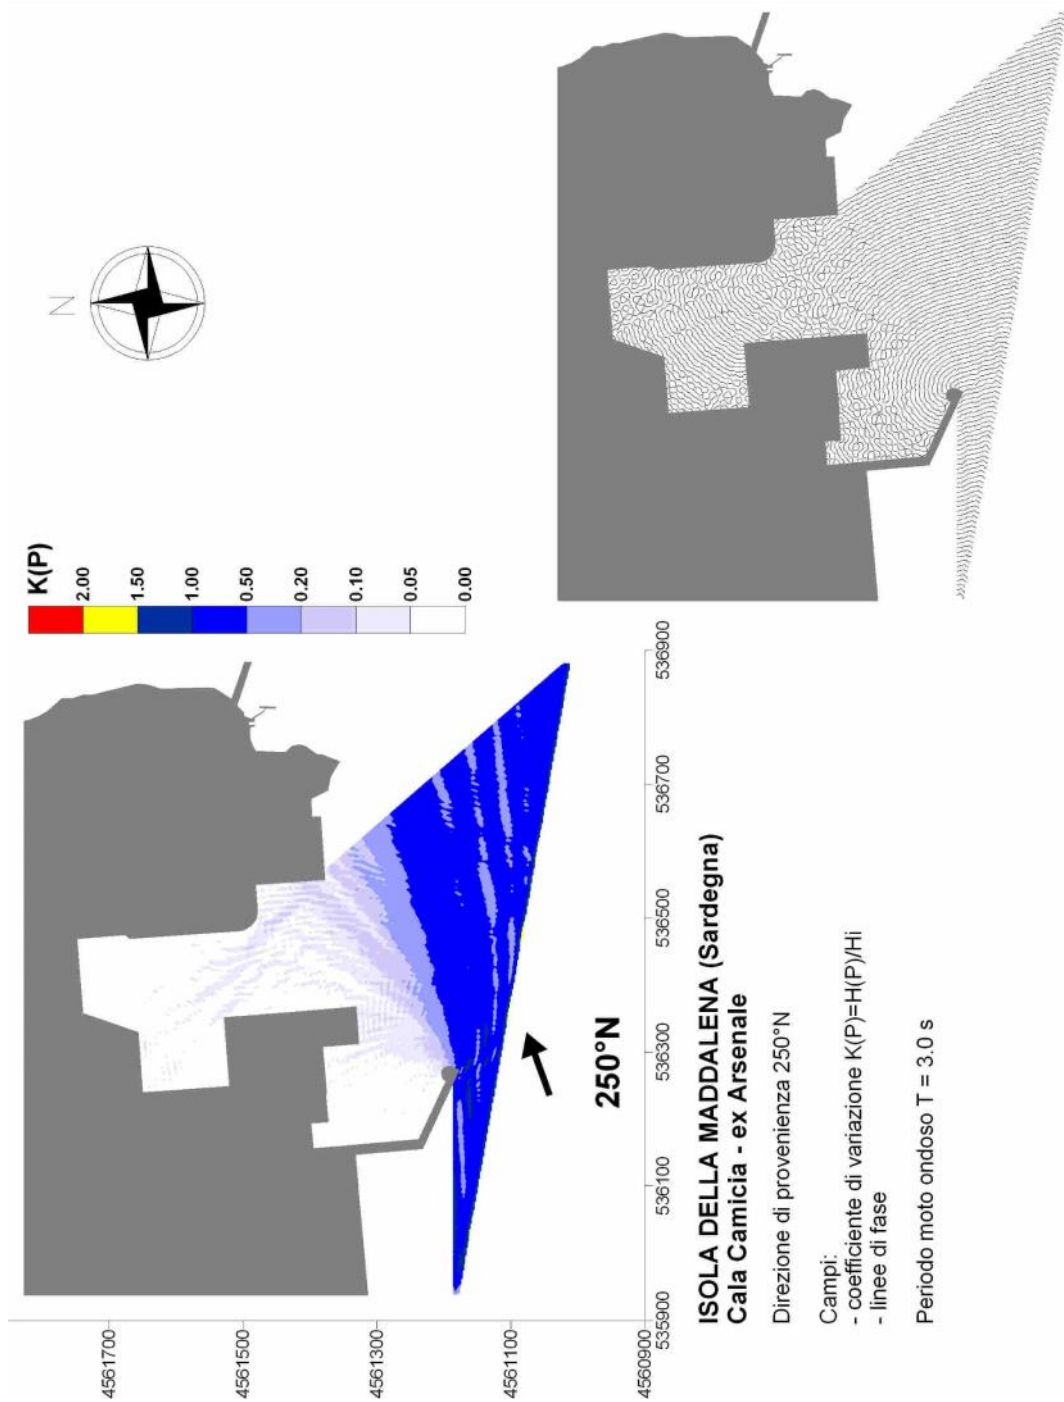 N
K(P)
2.00
1.50
1.00
0.50
0.20
0.10
0.05
0.00
4561700
4561500
4561300
4561100
4560900
535900
536100
536300
536500
536700
536900
250°N
ISOLA DELLA MADDALENA (Sardegna)
Cala Camicia - ex Arsenale
Direzione di provenienza 250°N
Campi:
- coefficiente di variazione K(P)=H(P)/Hi
- linee di fase
Periodo moto ondoso T = 3.0 s